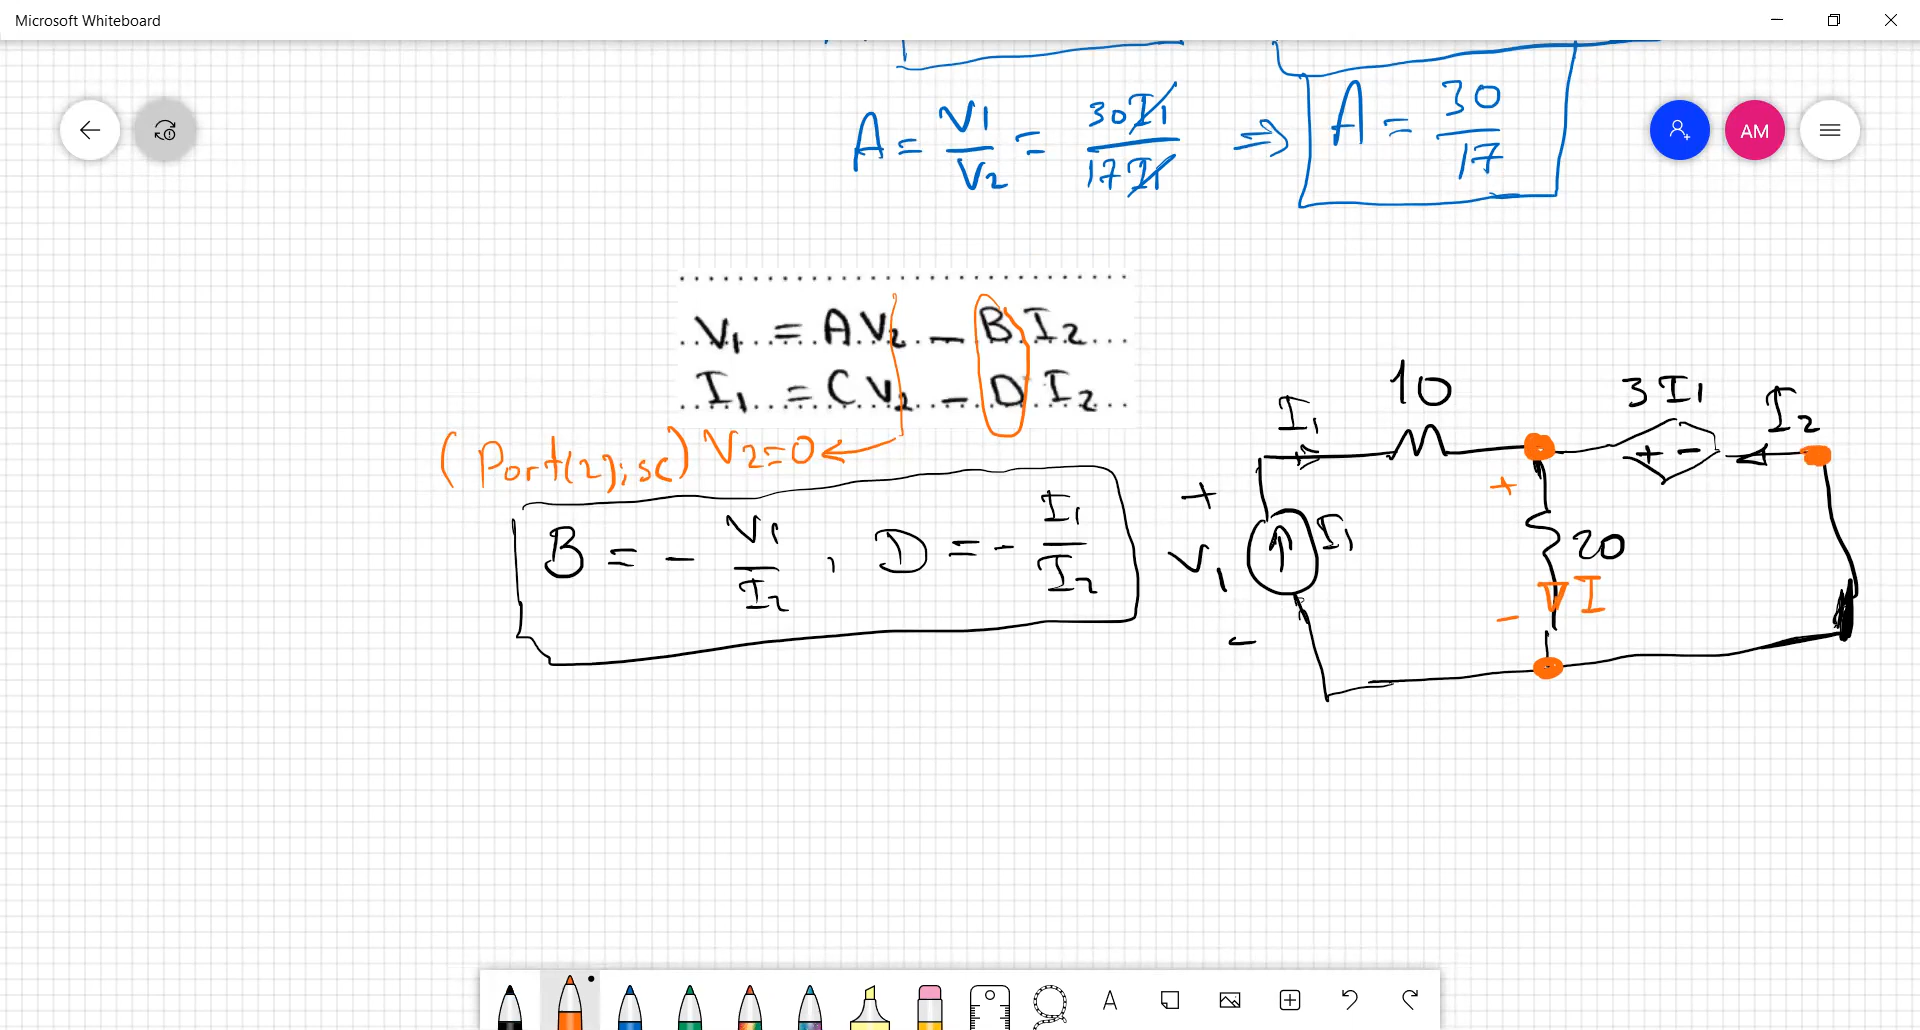 Microsoft Whiteboard
A = V1/V2 = 30I1/17I1 ⇒ A = 30/17
AM
V1 = AV2 - BI2
I1 = CV2 - DI2
(Port(2);sc) V2=0 ←
B = - V1/I2 , D = - I1/I2
10
3I1
I1
I2
+ -
+
+
V1
I1
20
I
-
-
A